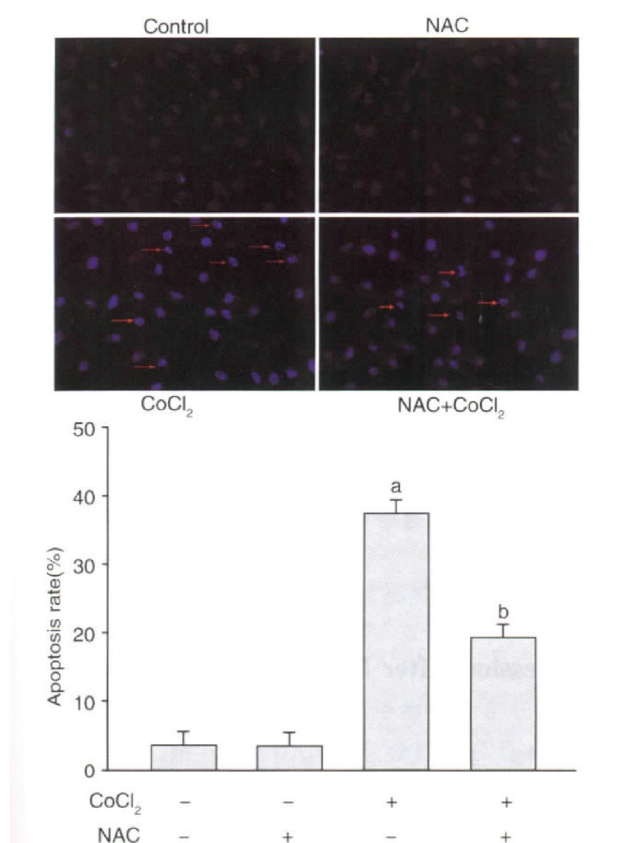 Control NAC
CoCl2 NAC+CoCl2
50
40
30
20
10
0
Apoptosis rate(%)
a
b
CoCl2 − − + +
NAC − + − +